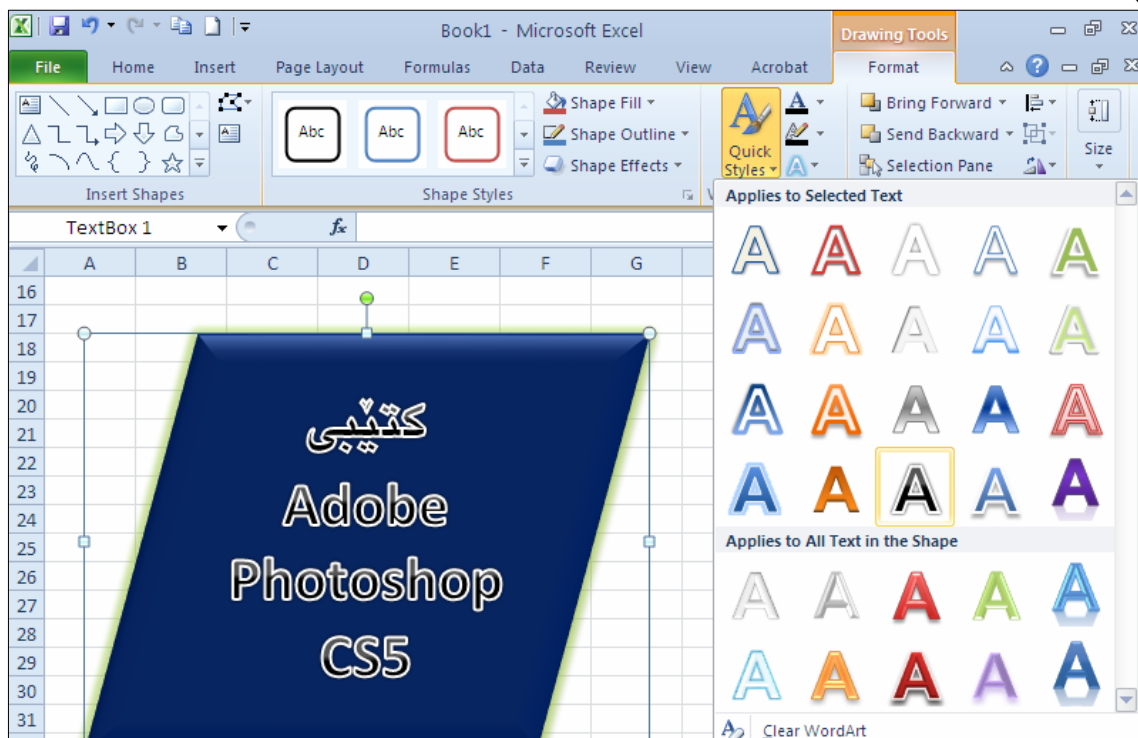 Book1 - Microsoft Excel
Drawing Tools
File Home Insert Page Layout Formulas Data Review View Acrobat Format
Abc Abc Abc
Shape Fill
Shape Outline
Shape Effects
Quick
Styles
A
Bring Forward
Send Backward
Selection Pane
Size
Insert Shapes
Shape Styles
TextBox 1
fx
Applies to Selected Text
A B C D E F G
16
17
18
19
20
21
22
23
24
25
26
27
28
29
30
31
کتێبی
Adobe
Photoshop
CS5
A A A A A
A A A A A
A A A A A
A A A A A
Applies to All Text in the Shape
A A A A A
A A A A A
Clear WordArt